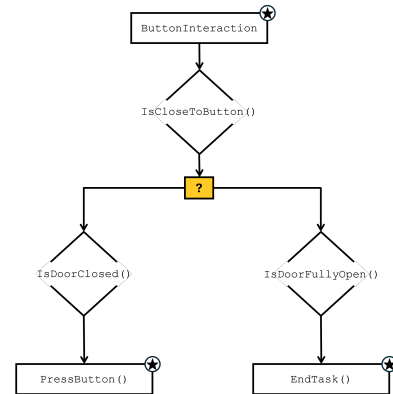 ButtonInteraction
IsCloseToButton()
?
IsDoorClosed()
IsDoorFullyOpen()
PressButton()
EndTask()